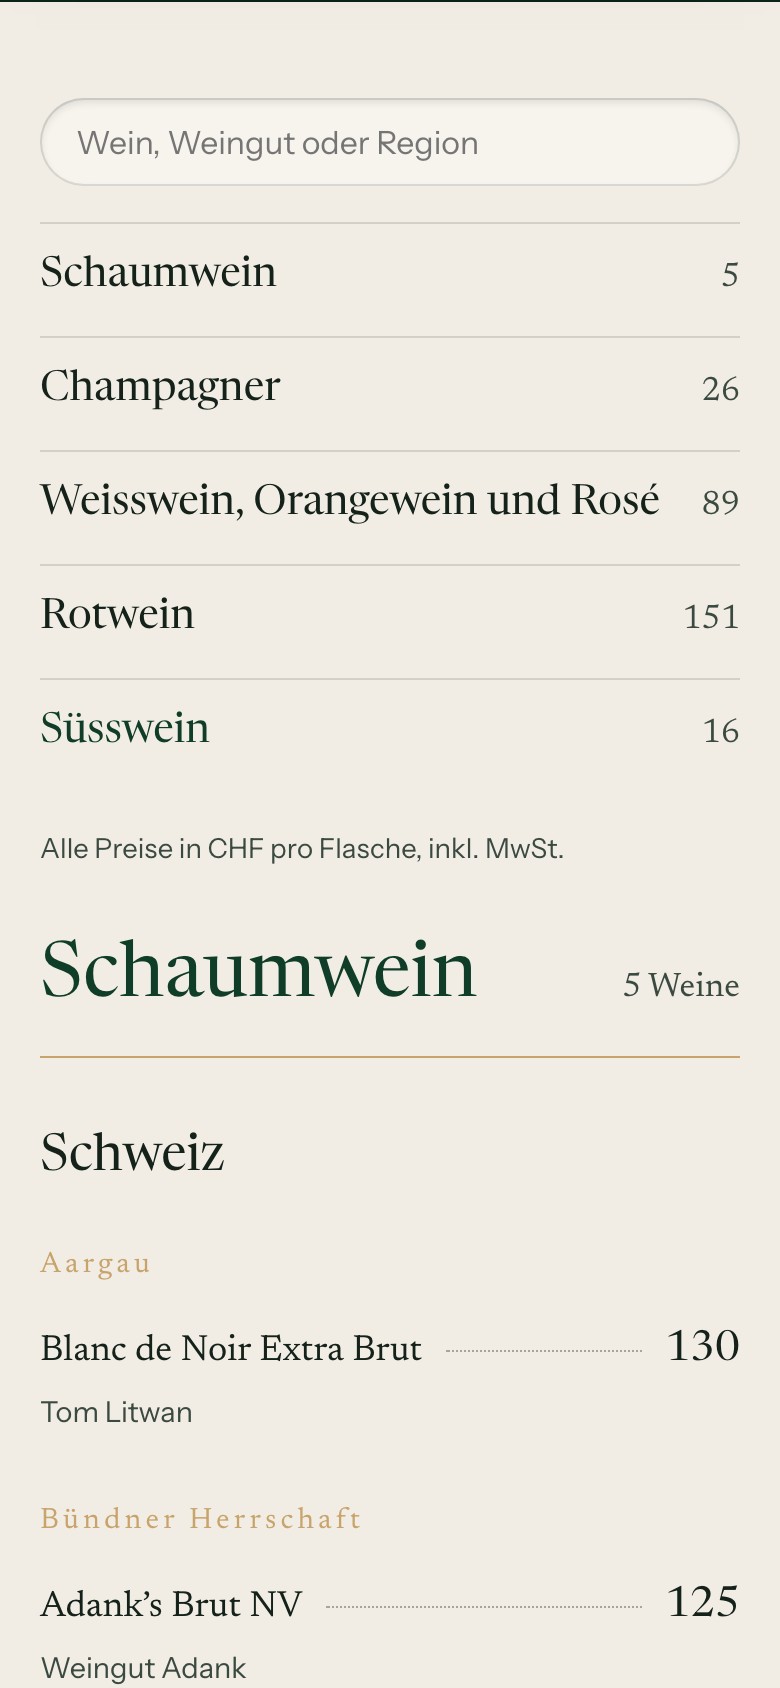 Wein, Weingut oder Region
Schaumwein 5
Champagner 26
Weisswein, Orangewein und Rosé 89
Rotwein 151
Süsswein 16
Alle Preise in CHF pro Flasche, inkl. MwSt.
Schaumwein 5 Weine
Schweiz
Aargau
Blanc de Noir Extra Brut 130
Tom Litwan
Bündner Herrschaft
Adank’s Brut NV 125
Weingut Adank